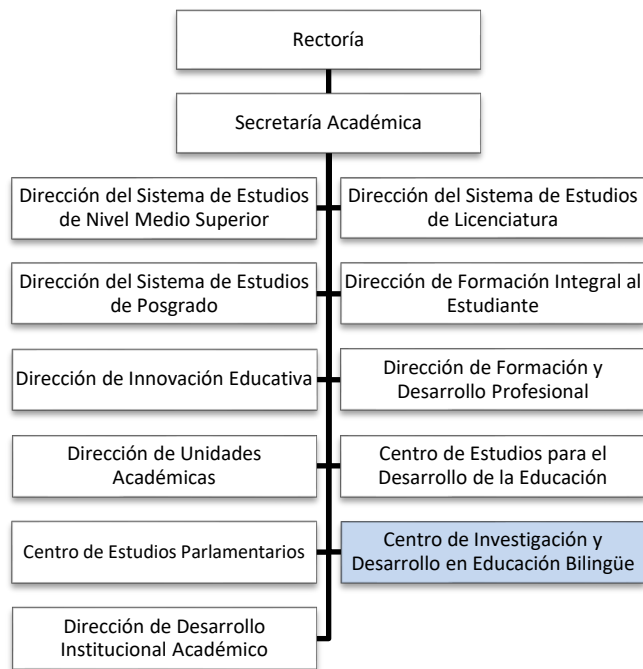 Rectoría
Secretaría Académica
Dirección del Sistema de Estudios
de Nivel Medio Superior
Dirección del Sistema de Estudios
de Licenciatura
Dirección del Sistema de Estudios
de Posgrado
Dirección de Formación Integral al
Estudiante
Dirección de Innovación Educativa
Dirección de Formación y
Desarrollo Profesional
Dirección de Unidades
Académicas
Centro de Estudios para el
Desarrollo de la Educación
Centro de Estudios Parlamentarios
Centro de Investigación y
Desarrollo en Educación Bilingüe
Dirección de Desarrollo
Institucional Académico